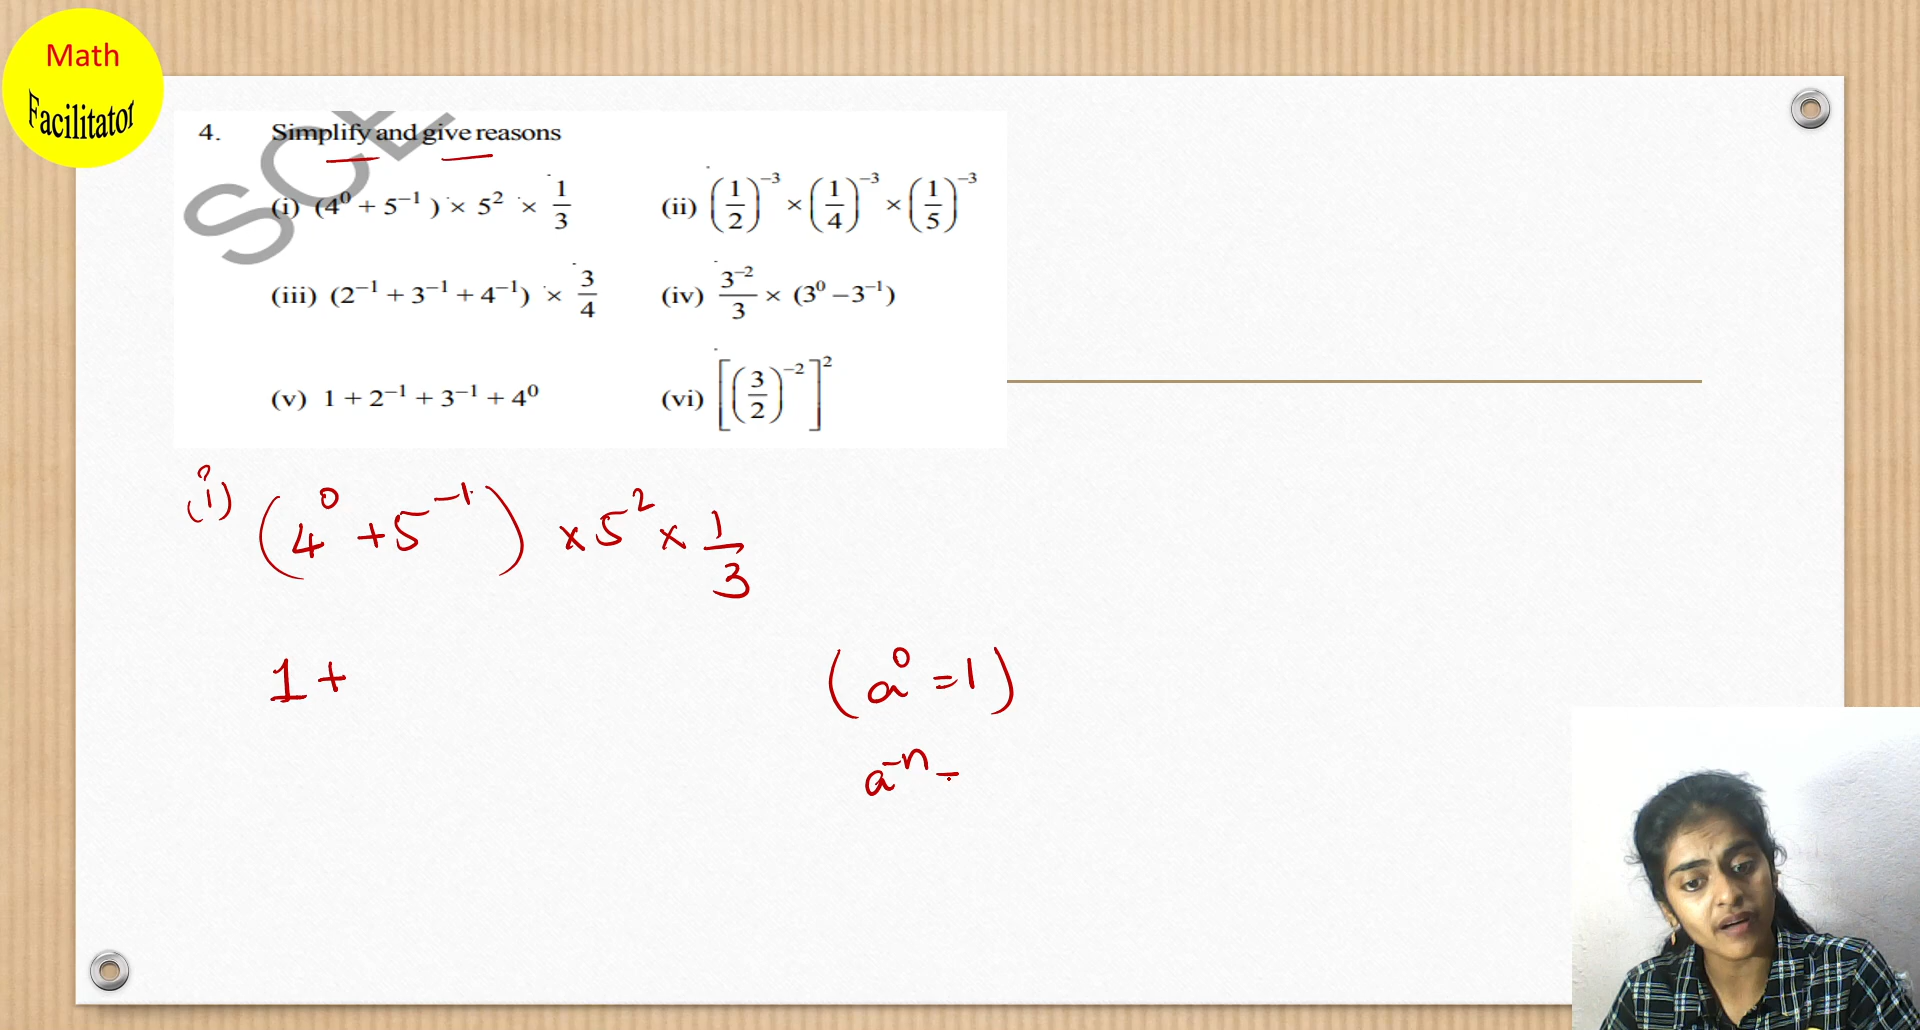 Math
Facilitator
SCE
4. Simplify and give reasons
(i) (4⁰ + 5⁻¹) × 5² × 1/3 (ii) (1/2)⁻³ × (1/4)⁻³ × (1/5)⁻³
(iii) (2⁻¹ + 3⁻¹ + 4⁻¹) × 3/4 (iv) 3⁻²/3 × (3⁰ − 3⁻¹)
(v) 1 + 2⁻¹ + 3⁻¹ + 4⁰ (vi) [(3/2)⁻²]²
(i) (4⁰ + 5⁻¹) × 5² × 1/3
1 + (a⁰ = 1)
a⁻ⁿ =